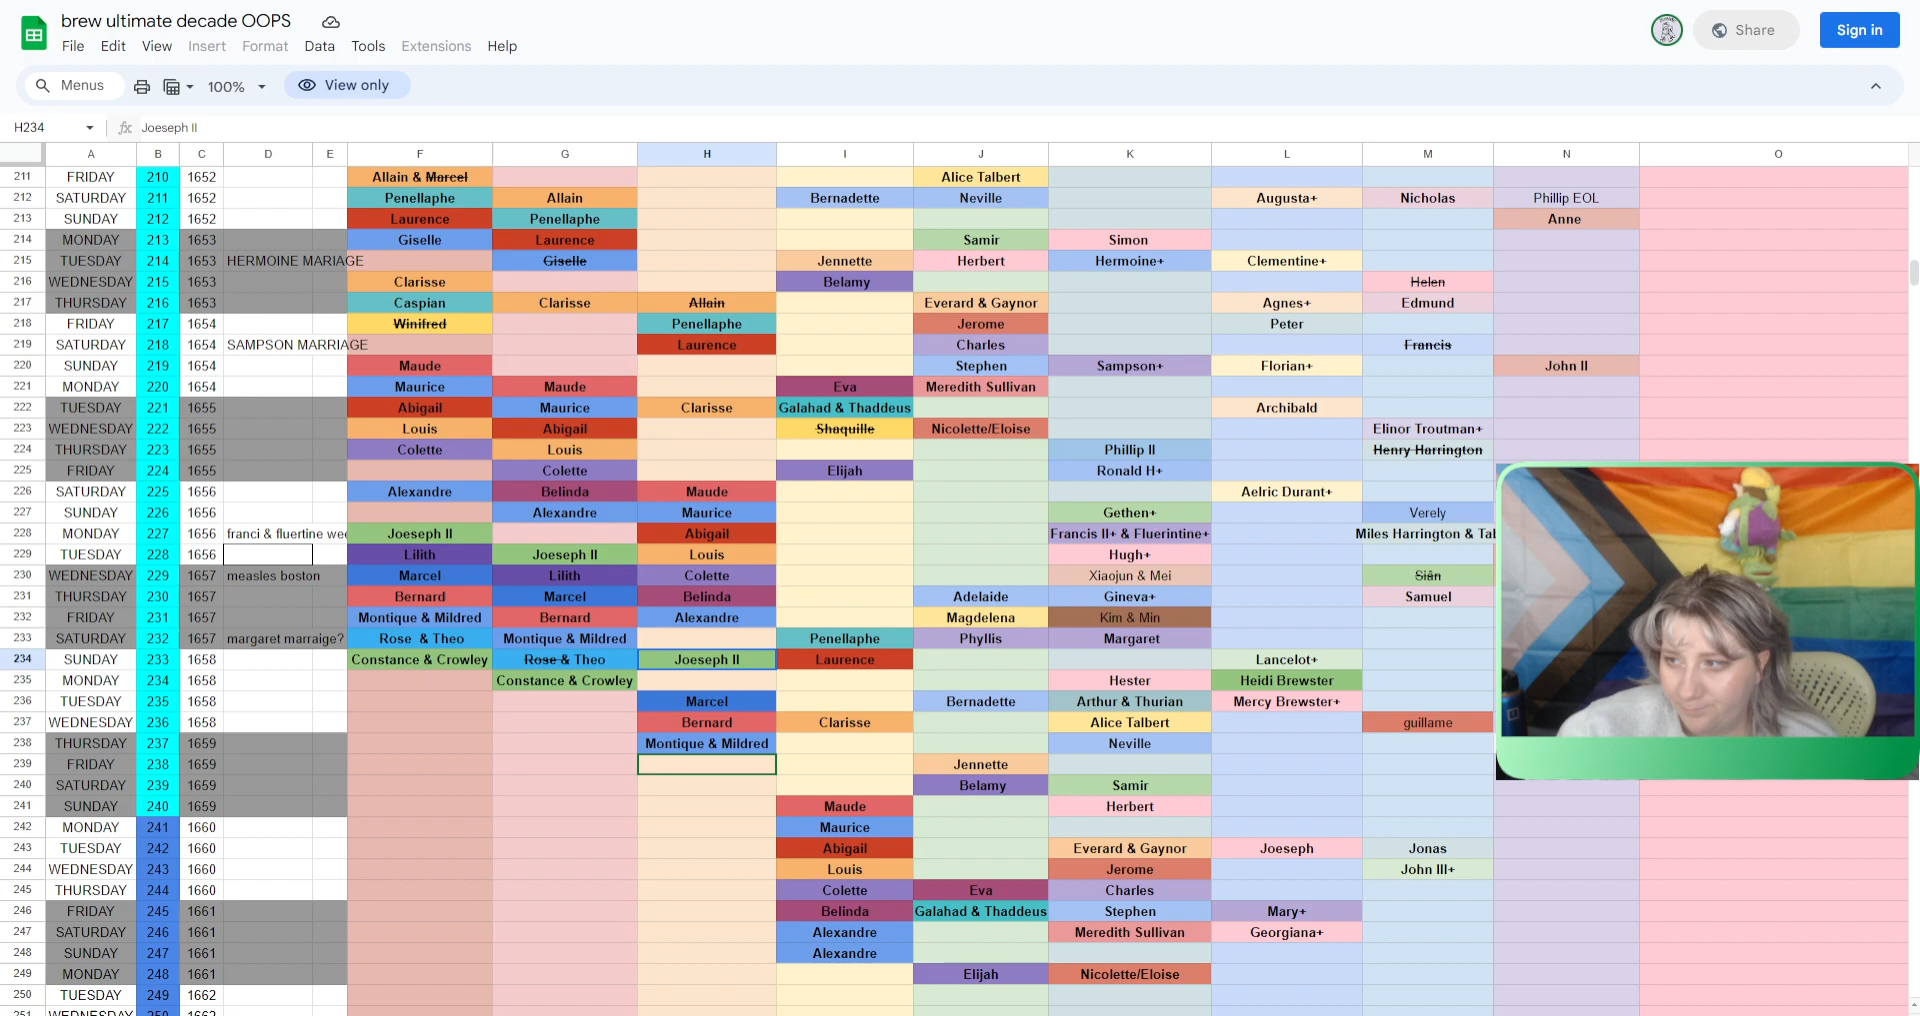 brew ultimate decade OOPS
File Edit View Insert Format Data Tools Extensions Help
Share
Sign in
Menus 100% View only
H234 fx Joeseph II
A B C D E F G H I J K L M N O
211 FRIDAY 210 1652 Allain & Marcel Alice Talbert
212 SATURDAY 211 1652 Penellaphe Allain Bernadette Neville Augusta+ Nicholas Phillip EOL
213 SUNDAY 212 1652 Laurence Penellaphe Anne
214 MONDAY 213 1653 Giselle Laurence Samir Simon
215 TUESDAY 214 1653 HERMOINE MARIAGE Giselle Jennette Herbert Hermoine+ Clementine+
216 WEDNESDAY 215 1653 Clarisse Belamy Helen
217 THURSDAY 216 1653 Caspian Clarisse Allain Everard & Gaynor Agnes+ Edmund
218 FRIDAY 217 1654 Winifred Penellaphe Jerome Peter
219 SATURDAY 218 1654 SAMPSON MARRIAGE Laurence Charles Francis
220 SUNDAY 219 1654 Maude Stephen Sampson+ Florian+ John II
221 MONDAY 220 1654 Maurice Maude Eva Meredith Sullivan
222 TUESDAY 221 1655 Abigail Maurice Clarisse Galahad & Thaddeus Archibald
223 WEDNESDAY 222 1655 Louis Abigail Shaquille Nicolette/Eloise Elinor Troutman+
224 THURSDAY 223 1655 Colette Louis Phillip II Henry Harrington
225 FRIDAY 224 1655 Colette Elijah Ronald H+
226 SATURDAY 225 1656 Alexandre Belinda Maude Aelric Durant+
227 SUNDAY 226 1656 Alexandre Maurice Gethen+ Verely
228 MONDAY 227 1656 franci & fluertine wee Joeseph II Abigail Francis II+ & Fluerintine+ Miles Harrington & Tal
229 TUESDAY 228 1656 Lilith Joeseph II Louis Hugh+
230 WEDNESDAY 229 1657 measles boston Marcel Lilith Colette Xiaojun & Mei Siân
231 THURSDAY 230 1657 Bernard Marcel Belinda Adelaide Gineva+ Samuel
232 FRIDAY 231 1657 Montique & Mildred Bernard Alexandre Magdelena Kim & Min
233 SATURDAY 232 1657 margaret marraige? Rose & Theo Montique & Mildred Penellaphe Phyllis Margaret
234 SUNDAY 233 1658 Constance & Crowley Rose & Theo Joeseph II Laurence Lancelot+
235 MONDAY 234 1658 Constance & Crowley Hester Heidi Brewster
236 TUESDAY 235 1658 Marcel Bernadette Arthur & Thurian Mercy Brewster+
237 WEDNESDAY 236 1658 Bernard Clarisse Alice Talbert guillame
238 THURSDAY 237 1659 Montique & Mildred Neville
239 FRIDAY 238 1659 Jennette
240 SATURDAY 239 1659 Belamy Samir
241 SUNDAY 240 1659 Maude Herbert
242 MONDAY 241 1660 Maurice
243 TUESDAY 242 1660 Abigail Everard & Gaynor Joeseph Jonas
244 WEDNESDAY 243 1660 Louis Jerome John III+
245 THURSDAY 244 1660 Colette Eva Charles
246 FRIDAY 245 1661 Belinda Galahad & Thaddeus Stephen Mary+
247 SATURDAY 246 1661 Alexandre Meredith Sullivan Georgiana+
248 SUNDAY 247 1661 Alexandre
249 MONDAY 248 1661 Elijah Nicolette/Eloise
250 TUESDAY 249 1662
251 WEDNESDAY 250 1662